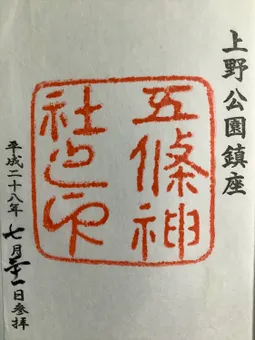 上野公園鎮座
五條神
社之印
平成二十八年七月二十一日参拝